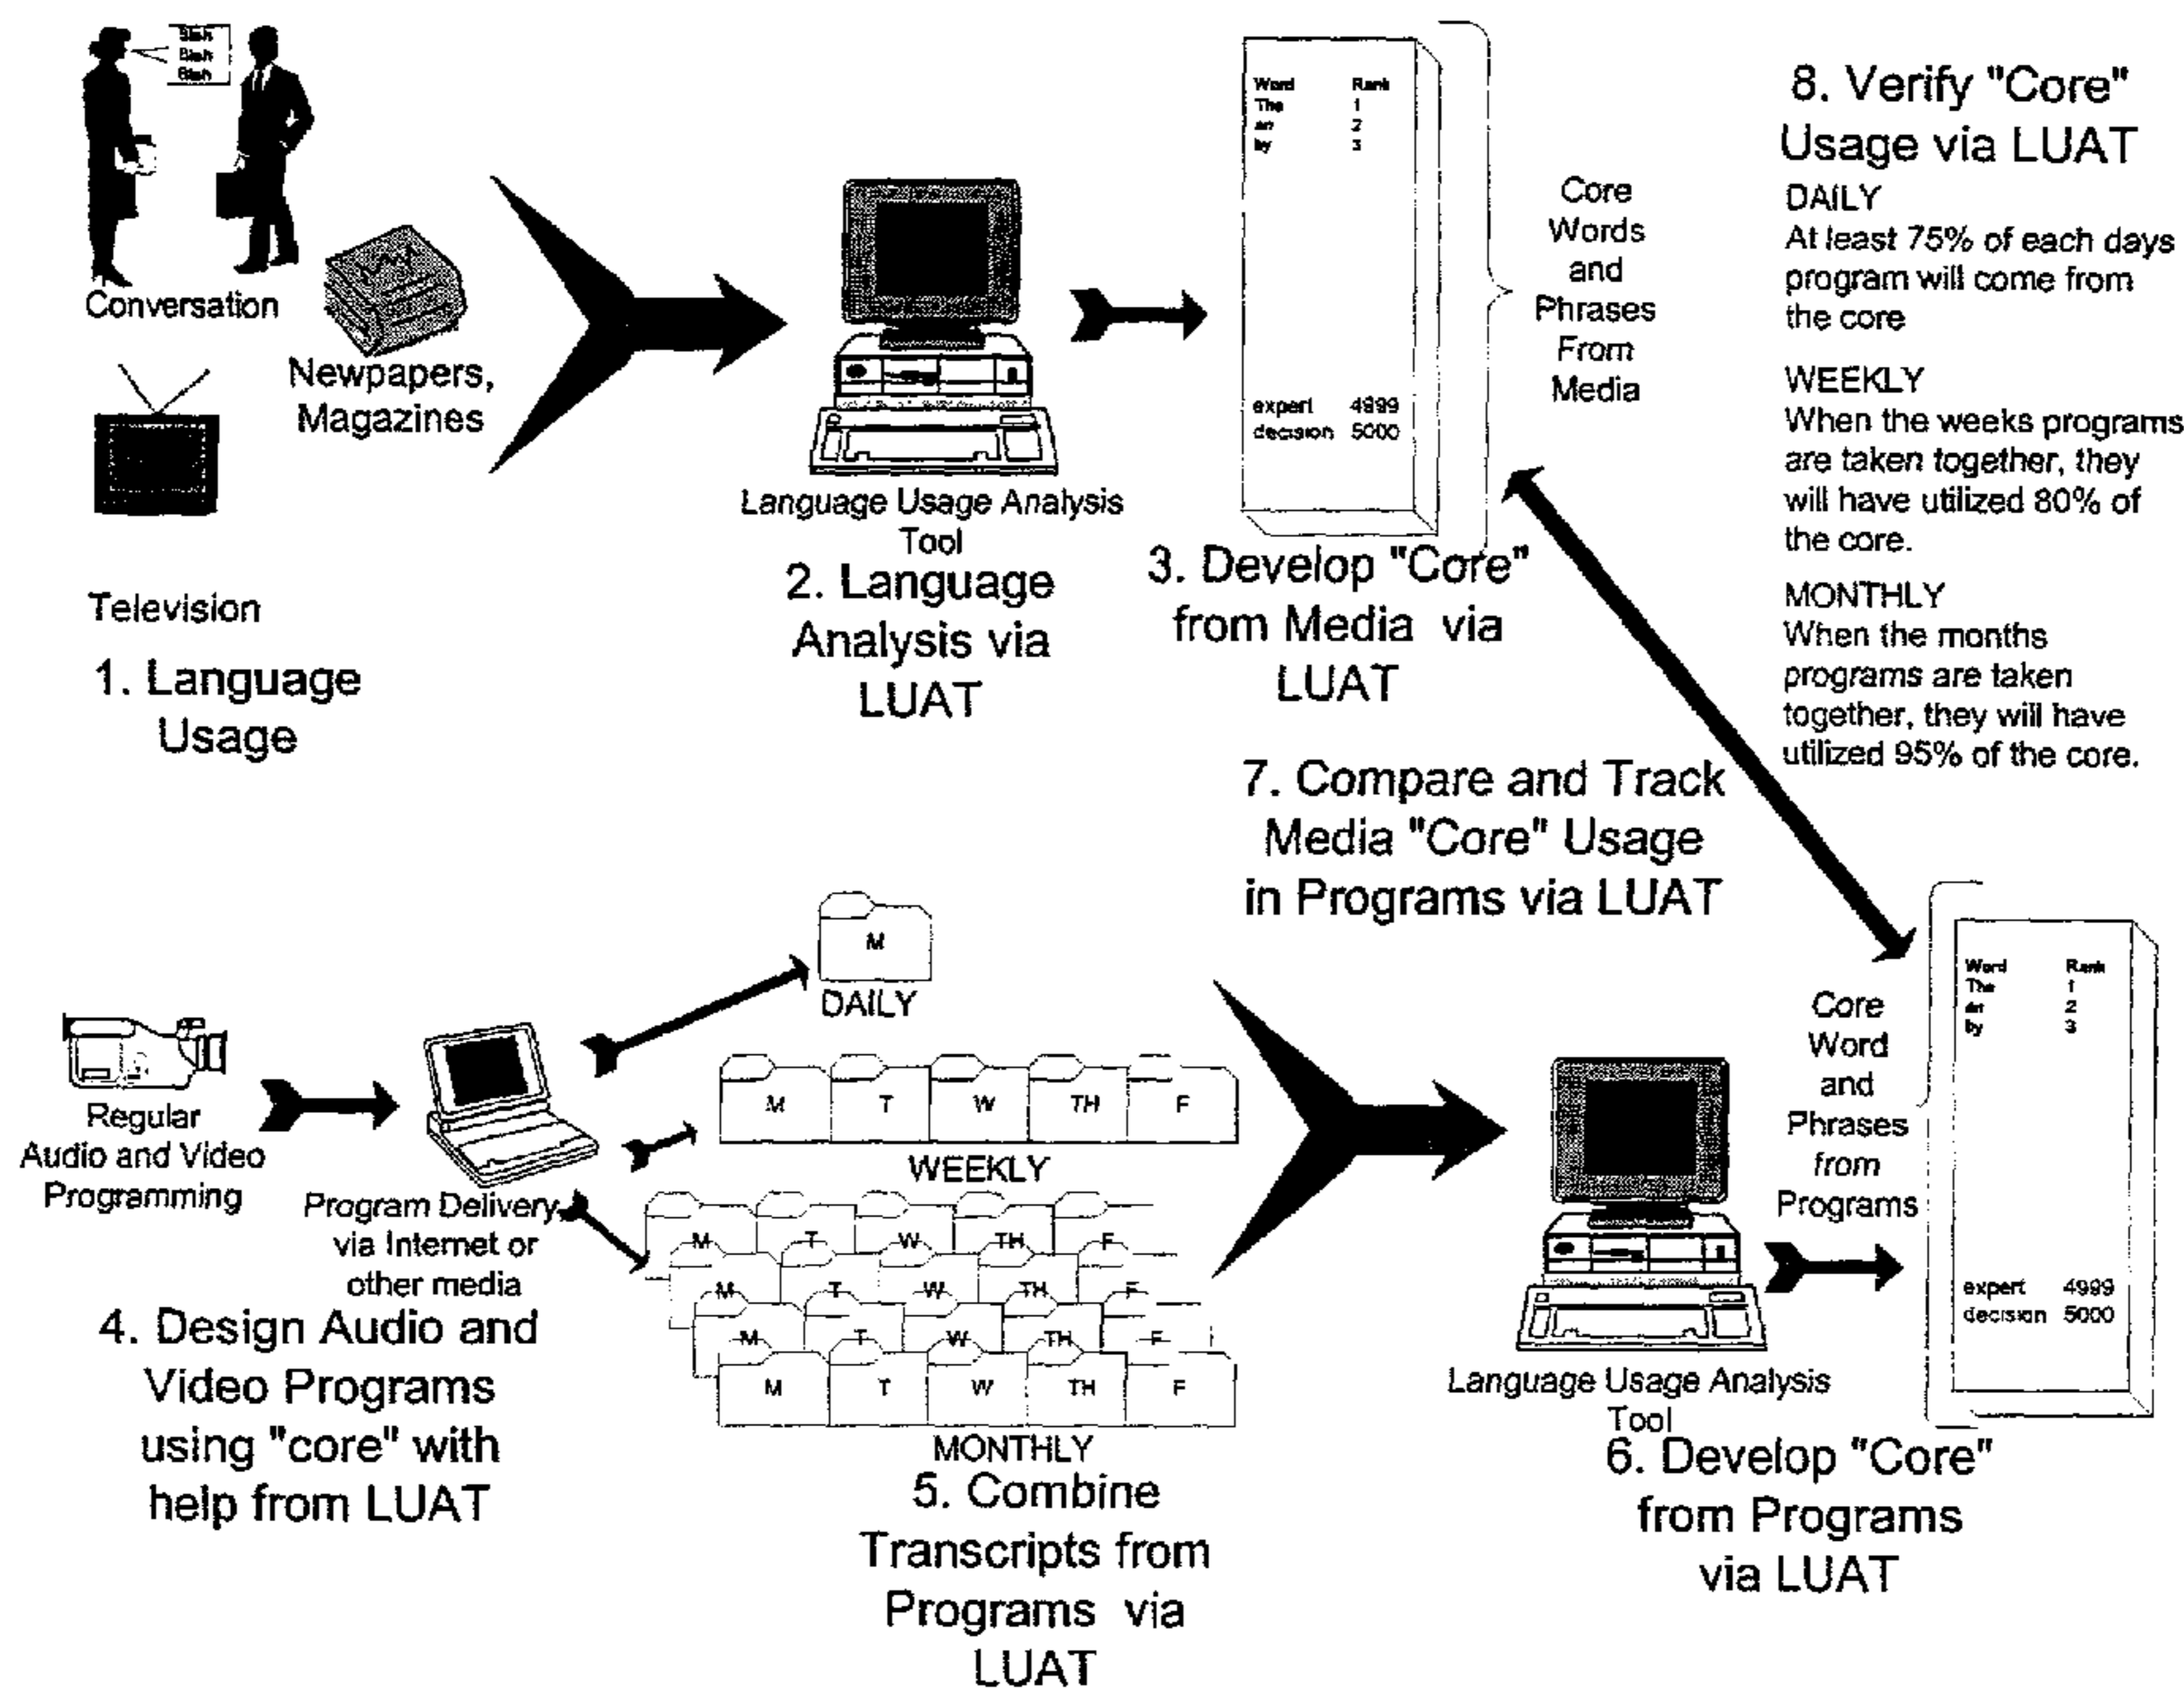 Blah
Blah
Blah
Conversation
Newpapers,
Magazines
Television
1. Language
Usage
Language Usage Analysis
Tool
2. Language
Analysis via
LUAT
Word Rank
The 1
an 2
by 3
expert 4999
decision 5000
Core
Words
and
Phrases
From
Media
3. Develop "Core"
from Media via
LUAT
8. Verify "Core"
Usage via LUAT
DAILY
At least 75% of each days
program will come from
the core
WEEKLY
When the weeks programs
are taken together, they
will have utilized 80% of
the core.
MONTHLY
When the months
programs are taken
together, they will have
utilized 95% of the core.
7. Compare and Track
Media "Core" Usage
in Programs via LUAT
Regular
Audio and Video
Programming
Program Delivery
via Internet or
other media
4. Design Audio and
Video Programs
using "core" with
help from LUAT
M
DAILY
M T W TH F
WEEKLY
M T W TH F
M T W TH F
M T W TH F
M T W TH F
MONTHLY
5. Combine
Transcripts from
Programs via
LUAT
Language Usage Analysis
Tool
6. Develop "Core"
from Programs
via LUAT
Core
Word
and
Phrases
from
Programs
Word Rank
The 1
an 2
by 3
expert 4999
decision 5000